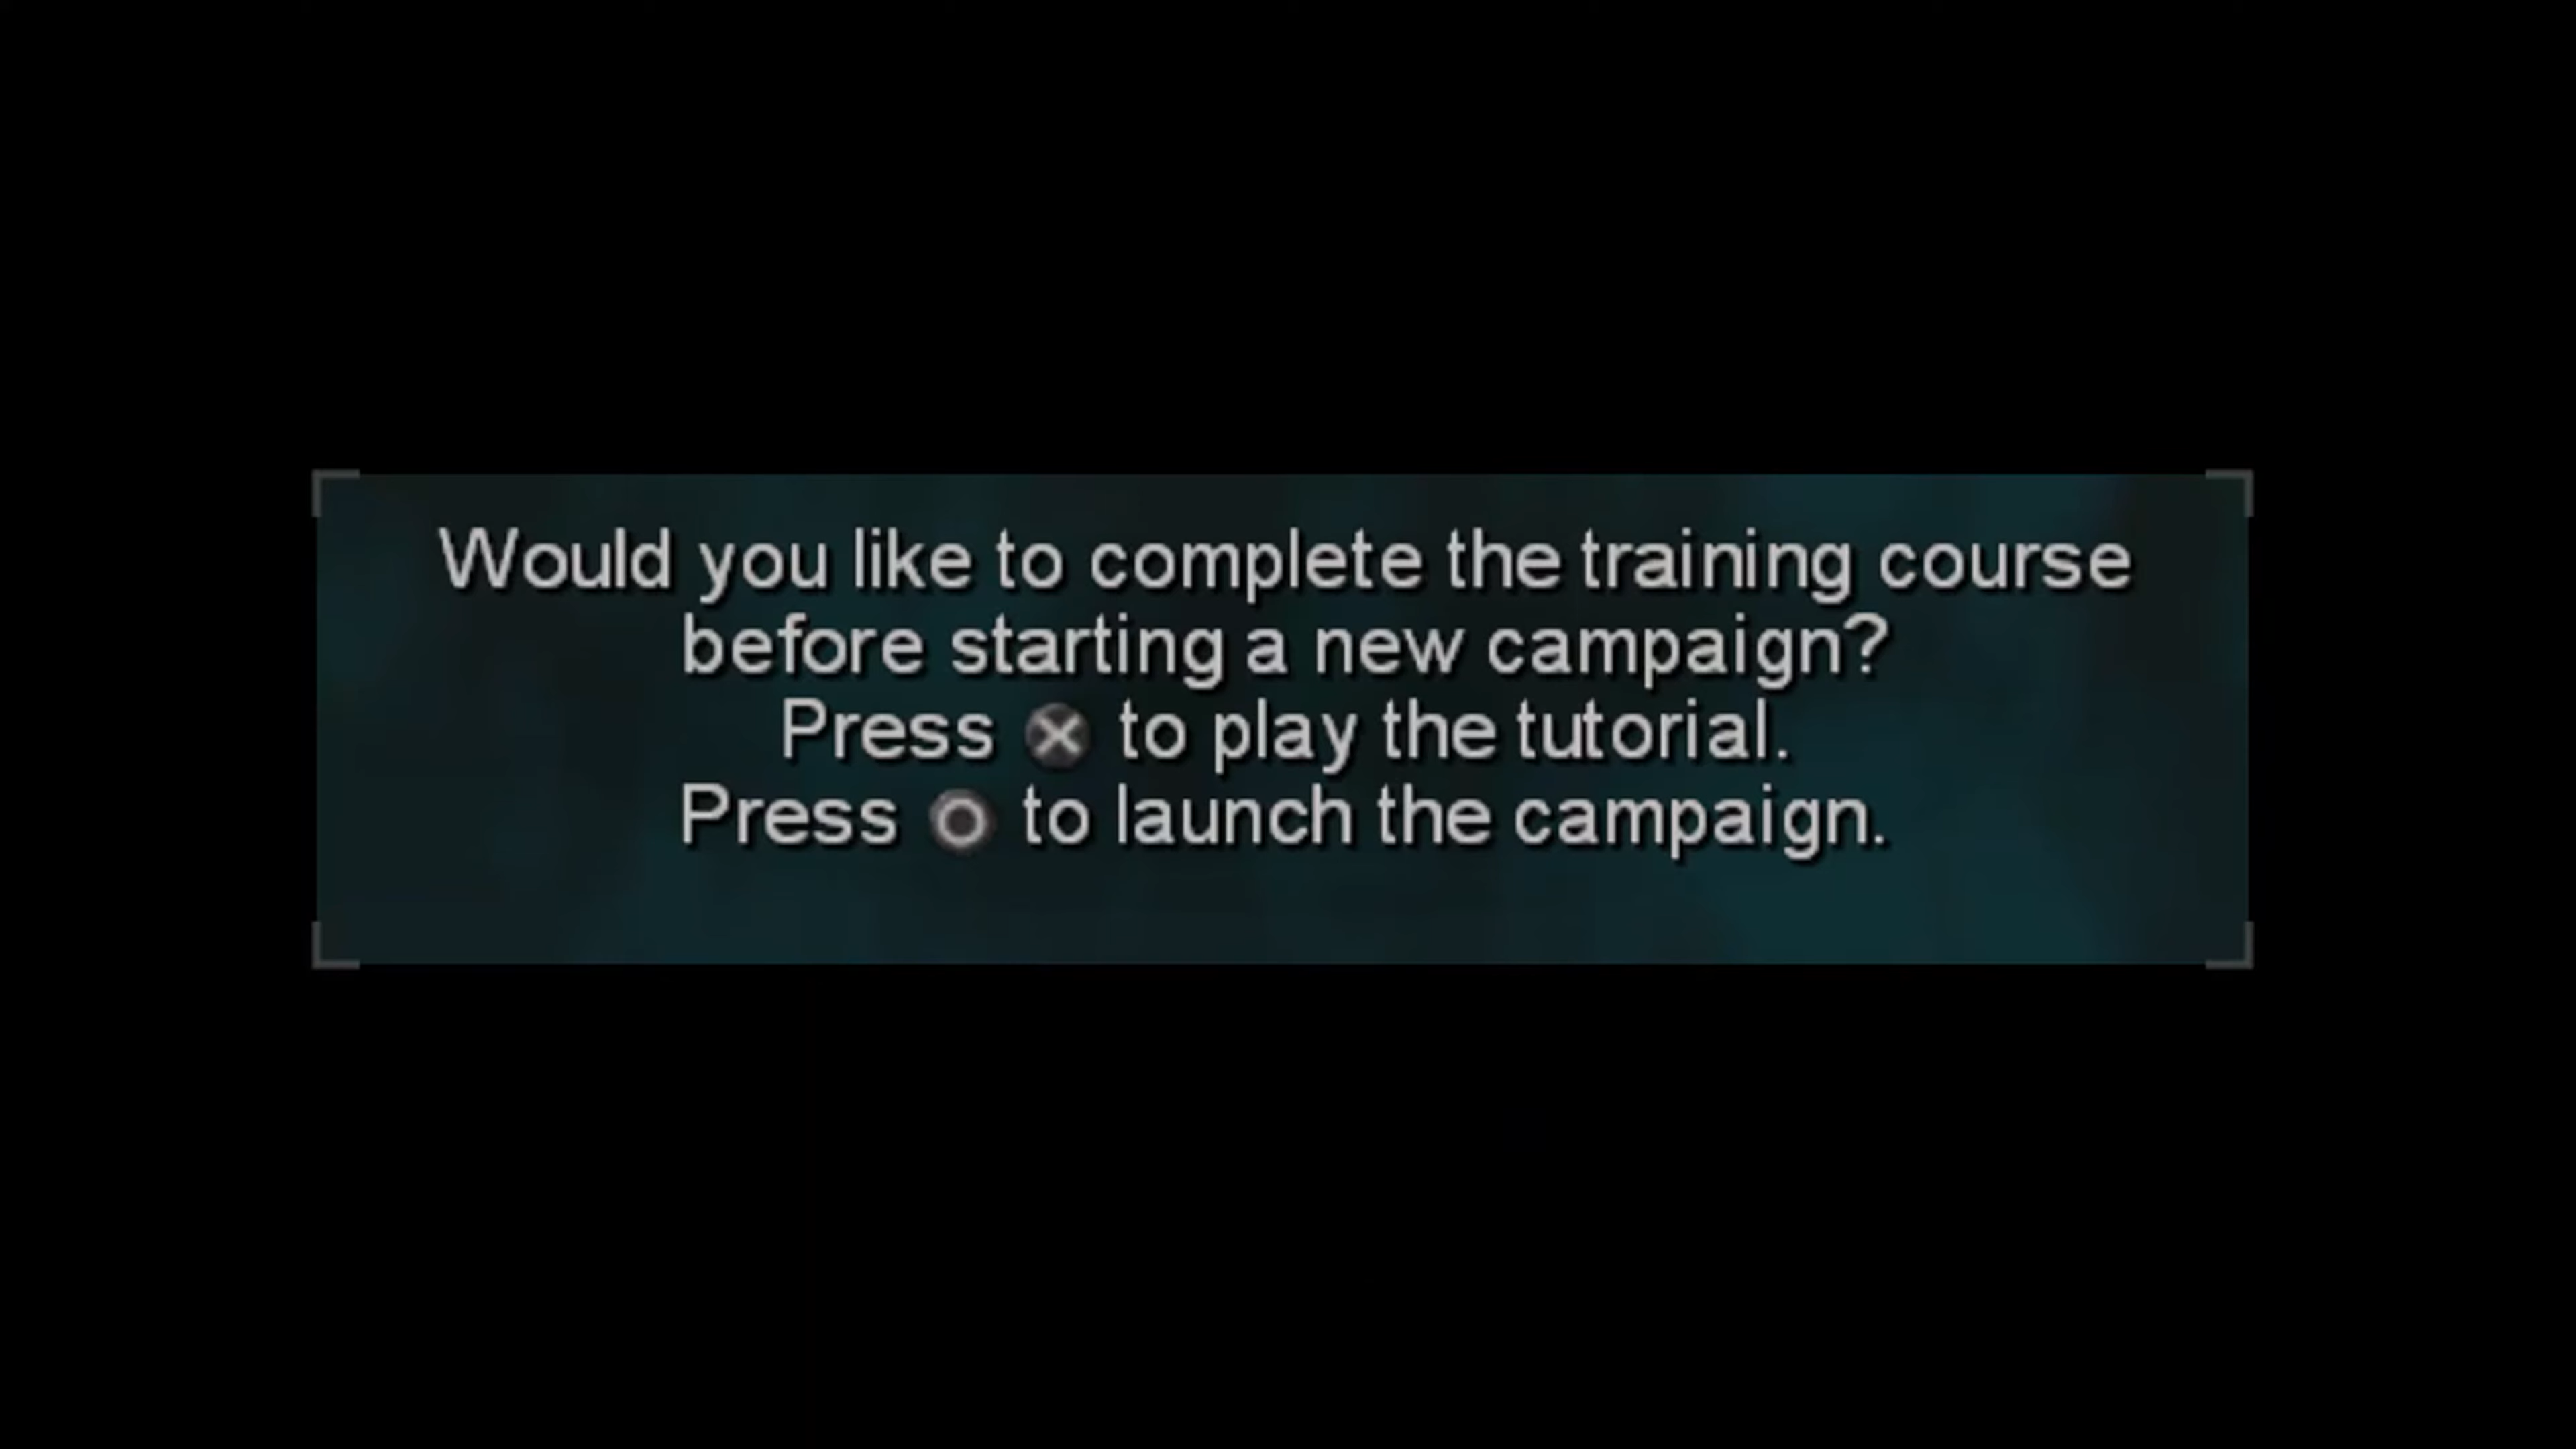 Would you like to complete the training course
before starting a new campaign?
Press ⊗ to play the tutorial.
Press ⭘ to launch the campaign.